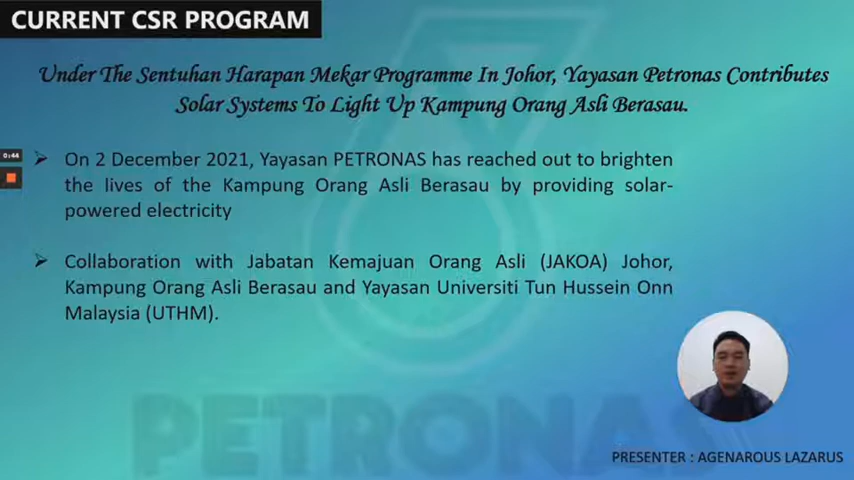 CURRENT CSR PROGRAM
Under The Sentuhan Harapan Mekar Programme In Johor, Yayasan Petronas Contributes
Solar Systems To Light Up Kampung Orang Asli Berasau.
0:44
➢ On 2 December 2021, Yayasan PETRONAS has reached out to brighten
the lives of the Kampung Orang Asli Berasau by providing solar-
powered electricity
➢ Collaboration with Jabatan Kemajuan Orang Asli (JAKOA) Johor,
Kampung Orang Asli Berasau and Yayasan Universiti Tun Hussein Onn
Malaysia (UTHM).
PETRONAS
PRESENTER : AGENAROUS LAZARUS